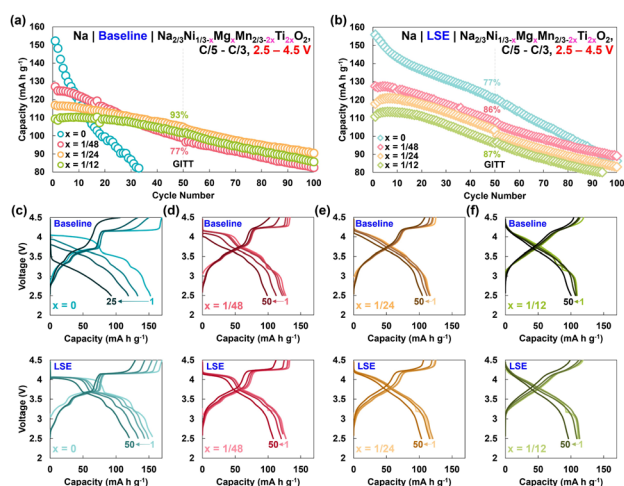 (a) Na | Baseline | Na2/3Ni1/3-xMgxMn2/3-2xTi2xO2,
C/5 - C/3, 2.5 – 4.5 V
Capacity (mA h g-1)
160
150
140
130
120
110
100
90
80
93%
77%
GITT
x = 0
x = 1/48
x = 1/24
x = 1/12
0 10 20 30 40 50 60 70 80 90 100
Cycle Number
(b) Na | LSE | Na2/3Ni1/3-xMgxMn2/3-2xTi2xO2,
C/5 - C/3, 2.5 – 4.5 V
Capacity (mA h g-1)
160
150
140
130
120
110
100
90
80
77%
86%
87%
GITT
x = 0
x = 1/48
x = 1/24
x = 1/12
0 10 20 30 40 50 60 70 80 90 100
Cycle Number
(c) (d) (e) (f)
Voltage (V)
4.5
4.0
3.5
3.0
2.5
2.0
Baseline
25 1
x = 0
0 50 100 150
Capacity (mA h g-1)
Baseline
50 1
x = 1/48
0 50 100 150
Capacity (mA h g-1)
Baseline
50 1
x = 1/24
0 50 100 150
Capacity (mA h g-1)
Baseline
50 1
x = 1/12
0 50 100 150
Capacity (mA h g-1)
Voltage (V)
4.5
4.0
3.5
3.0
2.5
2.0
LSE
50 1
x = 0
0 50 100 150
Capacity (mA h g-1)
LSE
50 1
x = 1/48
0 50 100 150
Capacity (mA h g-1)
LSE
50 1
x = 1/24
0 50 100 150
Capacity (mA h g-1)
LSE
50 1
x = 1/12
0 50 100 150
Capacity (mA h g-1)